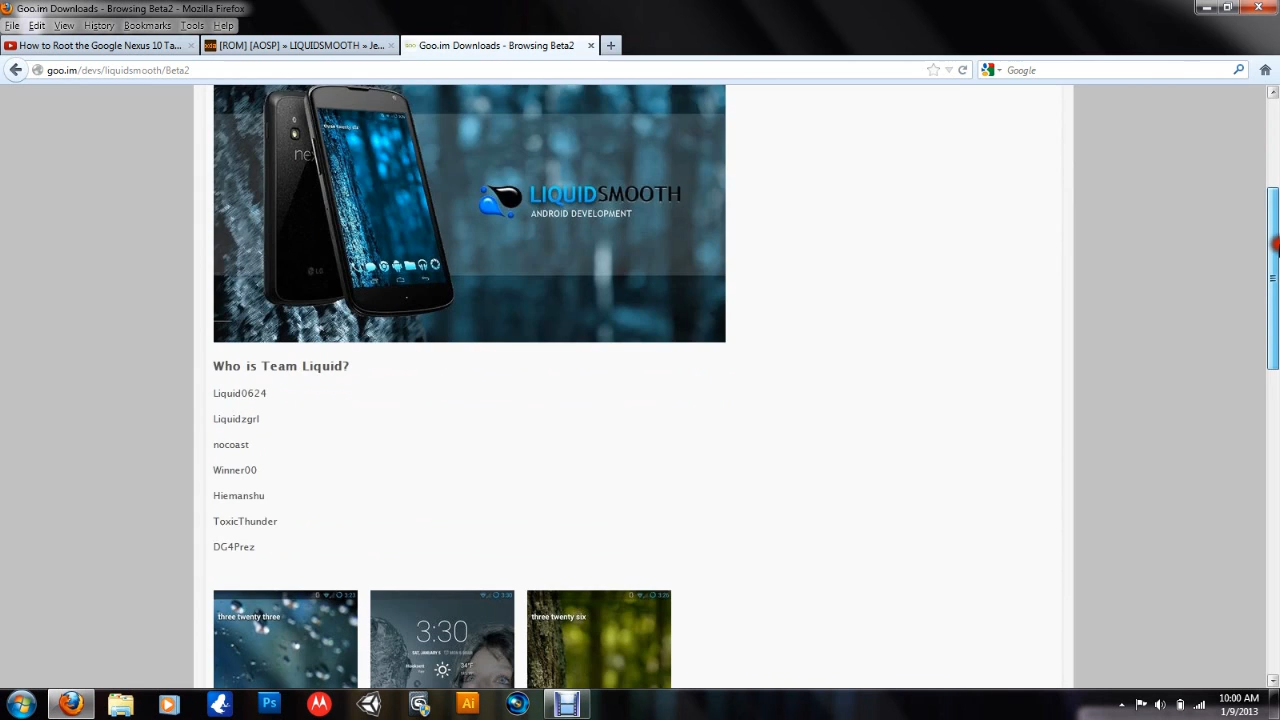 Goo.im Downloads - Browsing Beta2 - Mozilla Firefox
File Edit View History Bookmarks Tools Help
How to Root the Google Nexus 10 Ta...
[ROM] [AOSP] » LIQUIDSMOOTH » Je...
Goo.im Downloads - Browsing Beta2
goo.im/devs/liquidsmooth/Beta2
Google
LIQUIDSMOOTH
ANDROID DEVELOPMENT
Who is Team Liquid?
Liquid0624
Liquidzgrl
nocoast
Winner00
Hiemanshu
ToxicThunder
DG4Prez
three twenty three
3:30
three twenty six
Ps
Ai
10:00 AM
1/9/2013